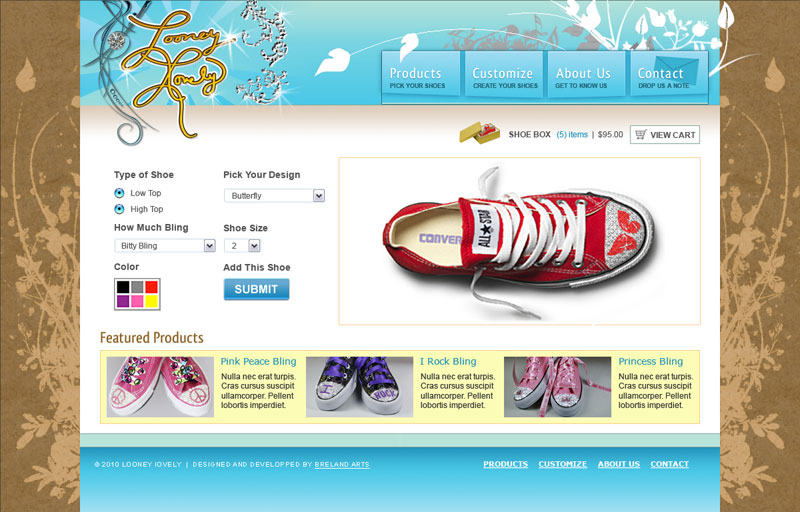 Looney
Lovely
Products
PICK YOUR SHOES
Customize
CREATE YOUR SHOES
About Us
GET TO KNOW US
Contact
DROP US A NOTE
SHOE BOX (5) items | $95.00 VIEW CART
Type of Shoe
Low Top
High Top
How Much Bling
Bitty Bling
Color
Pick Your Design
Butterfly
Shoe Size
2
Add This Shoe
SUBMIT
CONVER
ALL STAR
Featured Products
Pink Peace Bling
Nulla nec erat turpis.
Cras cursus suscipit
ullamcorper. Pellent
lobortis imperdiet.
I Rock Bling
Nulla nec erat turpis.
Cras cursus suscipit
ullamcorper. Pellent
lobortis imperdiet.
I
ROCK
Princess Bling
Nulla nec erat turpis.
Cras cursus suscipit
ullamcorper. Pellent
lobortis imperdiet.
© 2010 LOONEY lOVELY | DESIGNED AND DEVELOPPED BY BRELAND ARTS
PRODUCTS CUSTOMIZE ABOUT US CONTACT